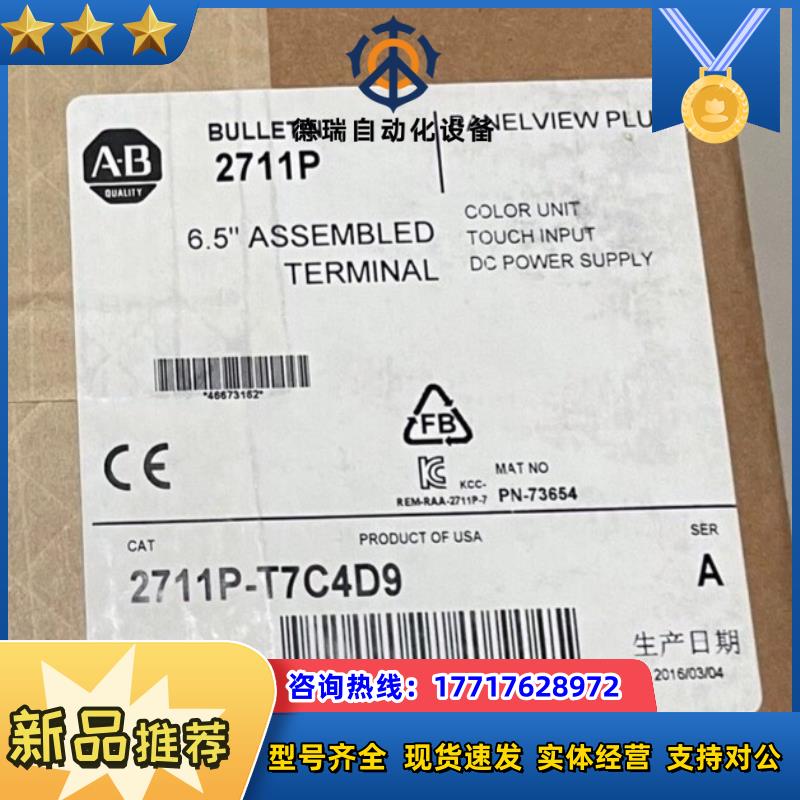 德瑞自动化设备
BULLETIN
PANELVIEW PLU
A-B
QUALITY
2711P
6.5" ASSEMBLED
TERMINAL
COLOR UNIT
TOUCH INPUT
DC POWER SUPPLY
*46673162*
FB
CE
KCC-
REM-RAA-2711P-7
MAT NO
PN-73654
CAT
PRODUCT OF USA
SER
2711P-T7C4D9
A
生产日期
2016/03/04
咨询热线：17717628972
新品推荐
型号齐全 现货速发 实体经营 支持对公